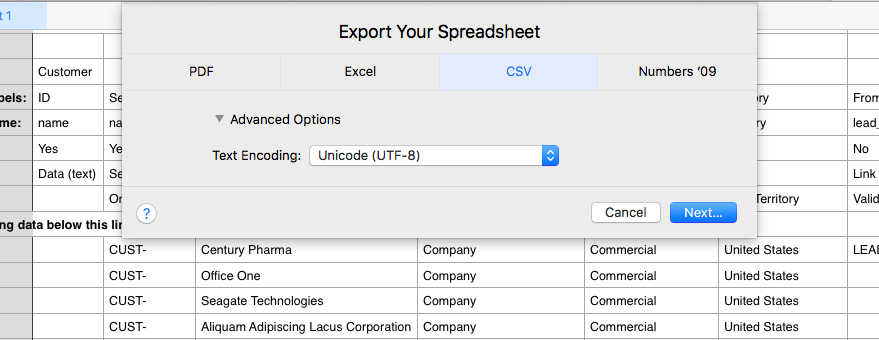 t 1
Export Your Spreadsheet
PDF Excel CSV Numbers ’09
Customer
Advanced Options
bels: ID Se ry From
me: name na ry lead_
Text Encoding: Unicode (UTF-8)
Yes Ye No
Data (text) Se Link
On Territory Valid
? Cancel Next...
ng data below this lin
CUST- Century Pharma Company Commercial United States LEAD
CUST- Office One Company Commercial United States
CUST- Seagate Technologies Company Commercial United States
CUST- Aliquam Adipiscing Lacus Corporation Company Commercial United States